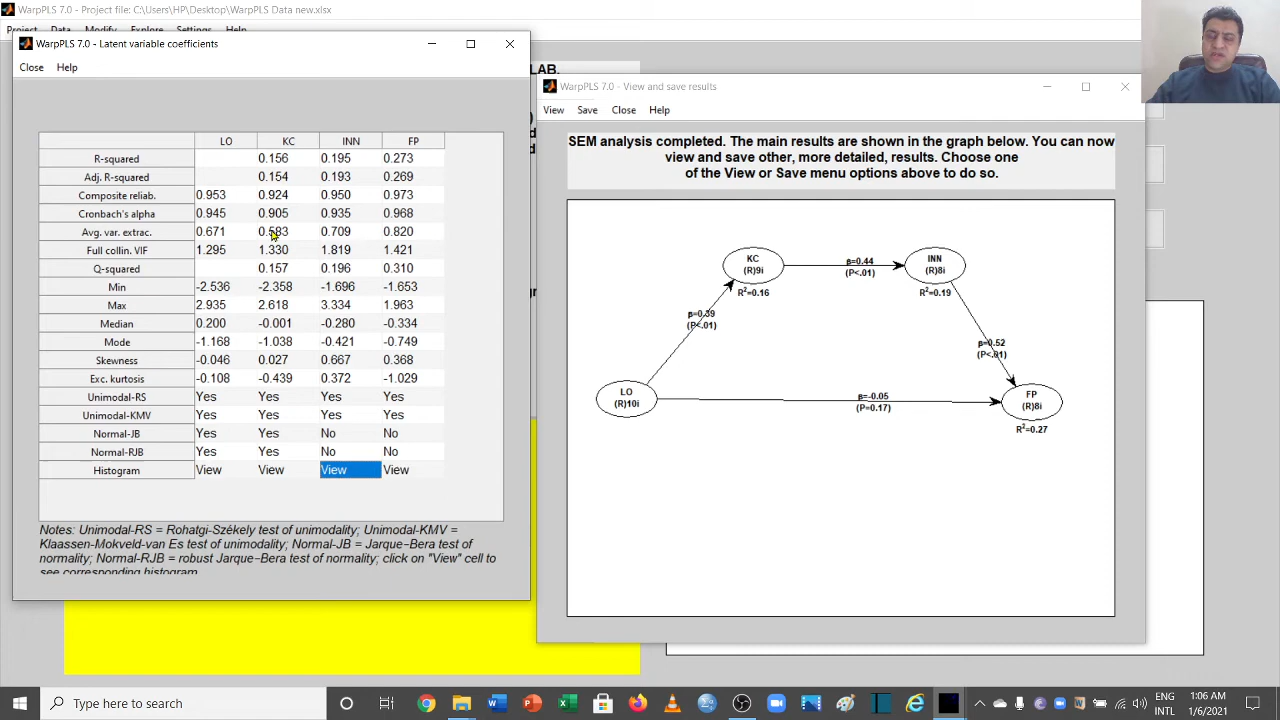 WarpPLS 7.0 - Project file: C:\Users\HP\Desktop\WarpPLS Data new.xlsx
Project Data Modify Explore Settings Help
WarpPLS 7.0 - Latent variable coefficients
Close Help
LO KC INN FP
R-squared 0.156 0.195 0.273
Adj. R-squared 0.154 0.193 0.269
Composite reliab. 0.953 0.924 0.950 0.973
Cronbach's alpha 0.945 0.905 0.935 0.968
Avg. var. extrac. 0.671 0.583 0.709 0.820
Full collin. VIF 1.295 1.330 1.819 1.421
Q-squared 0.157 0.196 0.310
Min -2.536 -2.358 -1.696 -1.653
Max 2.935 2.618 3.334 1.963
Median 0.200 -0.001 -0.280 -0.334
Mode -1.168 -1.038 -0.421 -0.749
Skewness -0.046 0.027 0.667 0.368
Exc. kurtosis -0.108 -0.439 0.372 -1.029
Unimodal-RS Yes Yes Yes Yes
Unimodal-KMV Yes Yes Yes Yes
Normal-JB Yes Yes No No
Normal-RJB Yes Yes No No
Histogram View View View View
Notes: Unimodal-RS = Rohatgi-Székely test of unimodality; Unimodal-KMV =
Klaassen-Mokveld-van Es test of unimodality; Normal-JB = Jarque–Bera test of
normality; Normal-RJB = robust Jarque–Bera test of normality; click on "View" cell to
see corresponding histogram
LAB.
WarpPLS 7.0 - View and save results
View Save Close Help
SEM analysis completed. The main results are shown in the graph below. You can now
view and save other, more detailed, results. Choose one
of the View or Save menu options above to do so.
KC
(R)9i
R²=0.16
β=0.44
(P<.01)
INN
(R)8i
R²=0.19
β=0.39
(P<.01)
β=0.52
(P<.01)
LO
(R)10i
β=-0.05
(P=0.17)
FP
(R)8i
R²=0.27
Type here to search
ENG
INTL
1:06 AM
1/6/2021